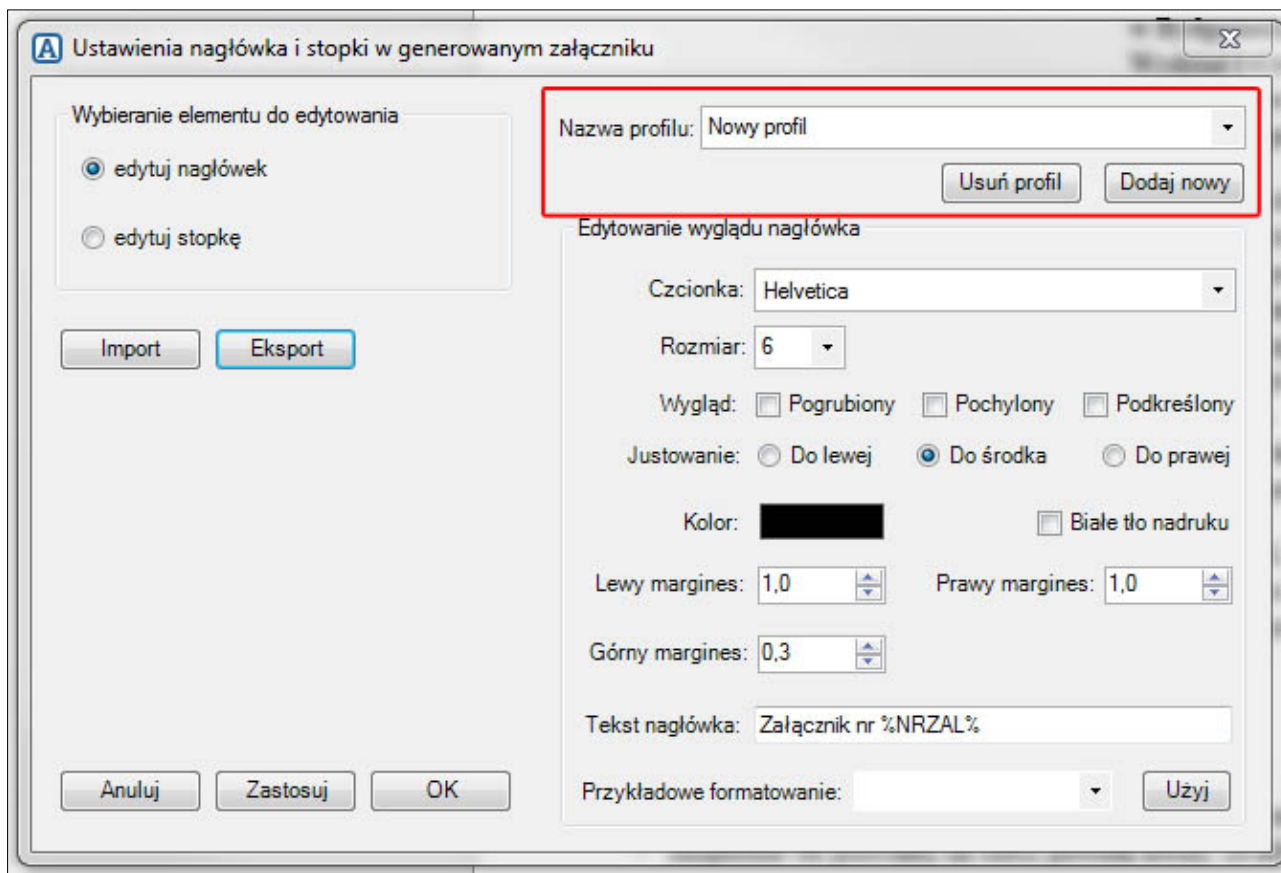 A Ustawienia nagłówka i stopki w generowanym załączniku
Wybieranie elementu do edytowania
edytuj nagłówek
edytuj stopkę
Import Eksport
Anuluj Zastosuj OK
Nazwa profilu: Nowy profil
Usuń profil Dodaj nowy
Edytowanie wyglądu nagłówka
Czcionka: Helvetica
Rozmiar: 6
Wygląd: Pogrubiony Pochylony Podkreślony
Justowanie: Do lewej Do środka Do prawej
Kolor: Białe tło nadruku
Lewy margines: 1,0 Prawy margines: 1,0
Górny margines: 0,3
Tekst nagłówka: Załącznik nr %NRZAL%
Przykładowe formatowanie: Użyj